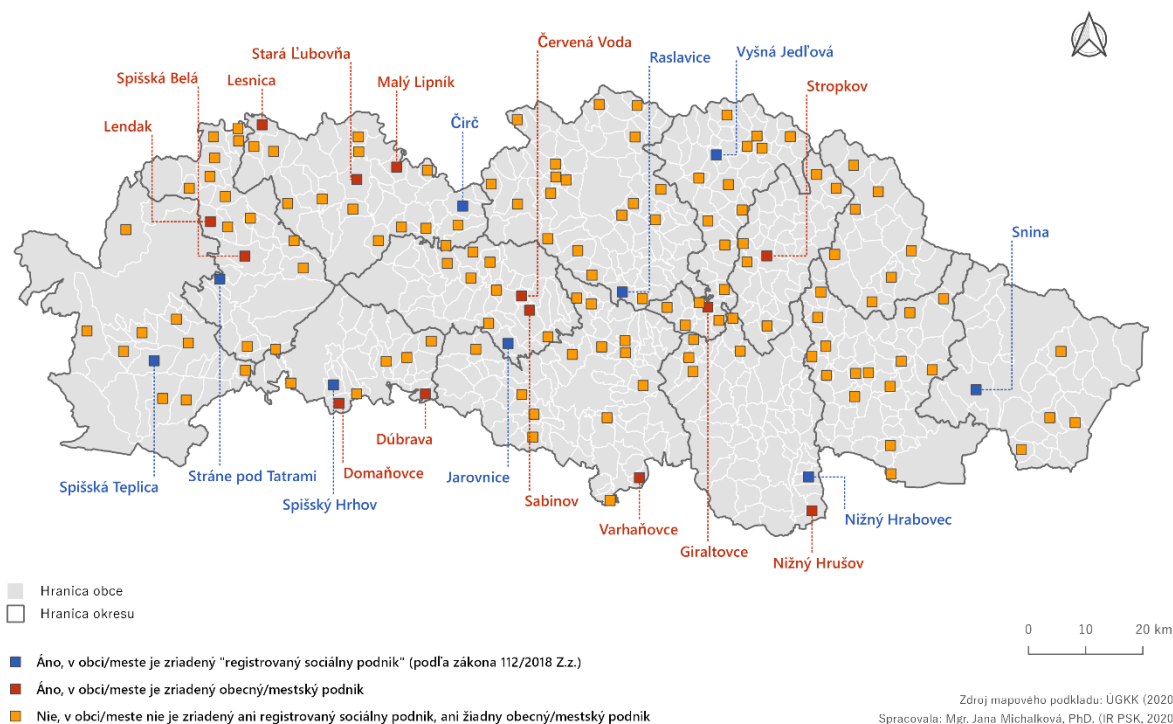 Červená Voda
Stará Ľubovňa
Raslavice
Vyšná Jedľová
Spišská Belá
Lesnica
Malý Lipník
Stropkov
Lendak
Čirč
Snina
Dúbrava
Spišská Teplica
Stráne pod Tatrami
Domaňovce
Jarovnice
Spišský Hrhov
Sabinov
Varhaňovce
Nižný Hrabovec
Giraltovce
Nižný Hrušov
Hranica obce
Hranica okresu
0 10 20 km
Áno, v obci/meste je zriadený "registrovaný sociálny podnik" (podľa zákona 112/2018 Z.z.)
Áno, v obci/meste je zriadený obecný/mestský podnik
Nie, v obci/meste nie je zriadený ani registrovaný sociálny podnik, ani žiadny obecný/mestský podnik
Zdroj mapového podkladu: ÚGKK (2020
Spracovala: Mgr. Jana Michalková, PhD. (IR PSK, 2020